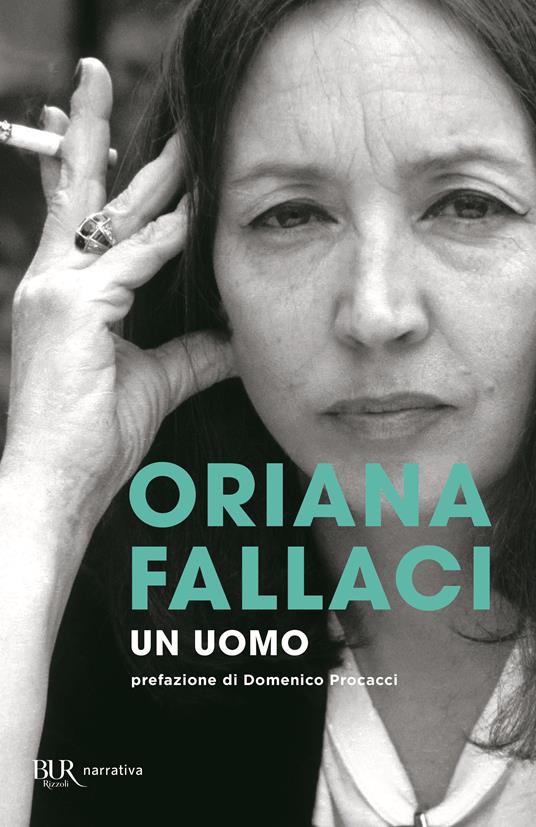 ORIANA
FALLACI
UN UOMO
prefazione di Domenico Procacci
BUR narrativa
Rizzoli